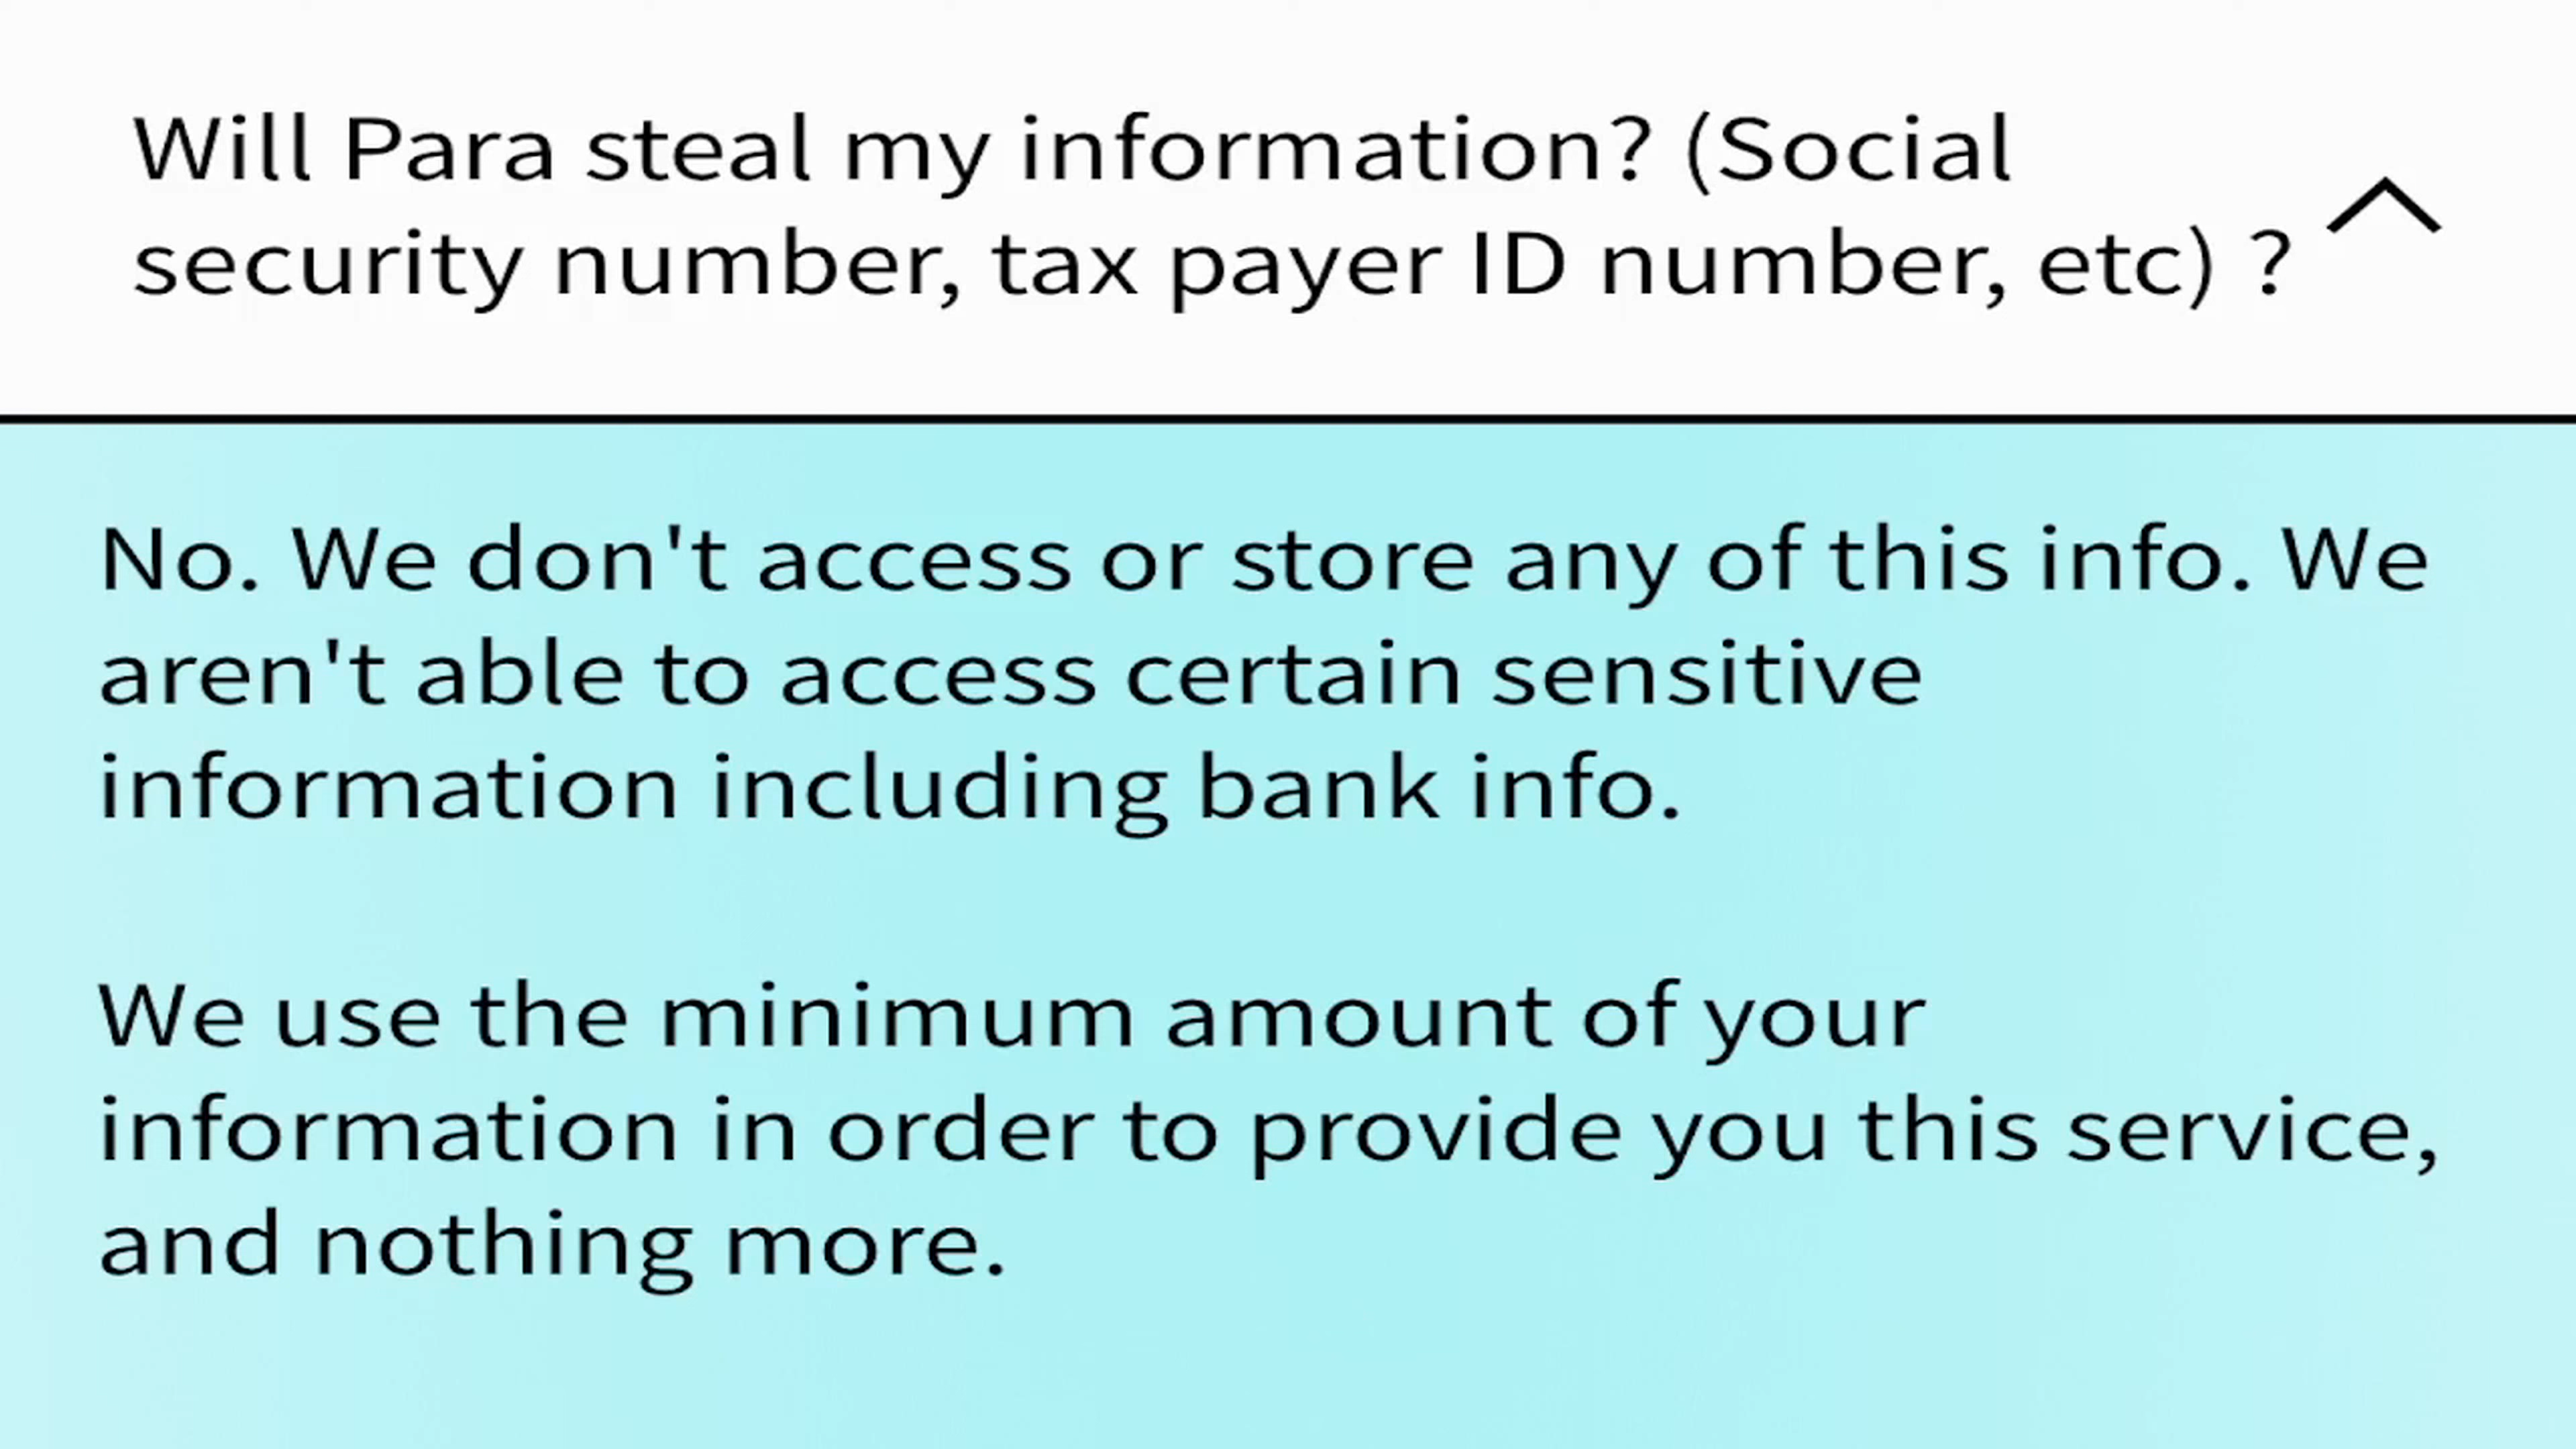 Will Para steal my information? (Social
security number, tax payer ID number, etc) ?
No. We don't access or store any of this info. We
aren't able to access certain sensitive
information including bank info.
We use the minimum amount of your
information in order to provide you this service,
and nothing more.